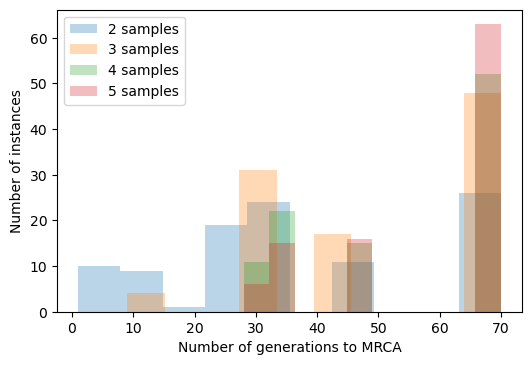 2 samples
3 samples
4 samples
5 samples
Number of instances
60
50
40
30
20
10
0
0 10 20 30 40 50 60 70
Number of generations to MRCA